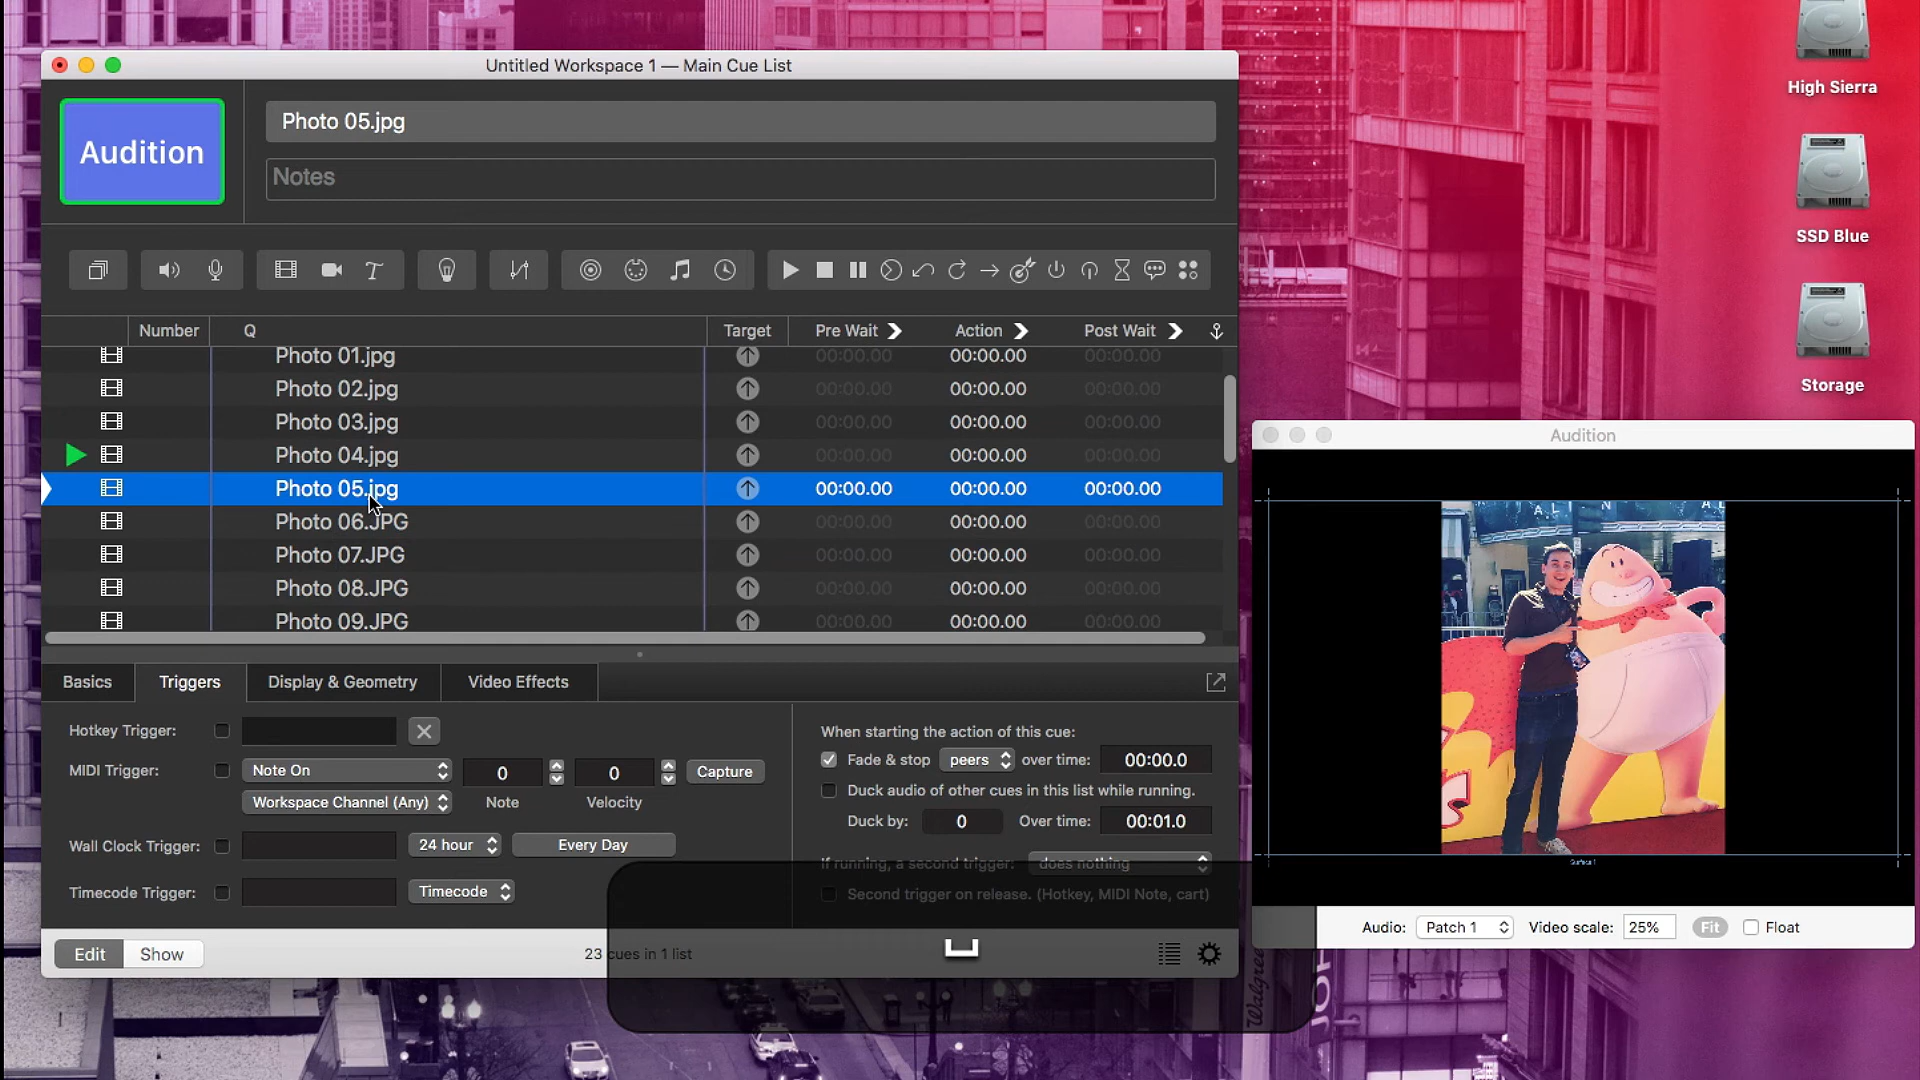 Untitled Workspace 1 — Main Cue List
Audition
Photo 05.jpg
Notes
Number Q Target Pre Wait Action Post Wait
Photo 01.jpg 00:00.00 00:00.00 00:00.00
Photo 02.jpg 00:00.00 00:00.00 00:00.00
Photo 03.jpg 00:00.00 00:00.00 00:00.00
Photo 04.jpg 00:00.00 00:00.00 00:00.00
Photo 05.jpg 00:00.00 00:00.00 00:00.00
Photo 06.JPG 00:00.00 00:00.00 00:00.00
Photo 07.JPG 00:00.00 00:00.00 00:00.00
Photo 08.JPG 00:00.00 00:00.00 00:00.00
Photo 09.JPG 00:00.00 00:00.00 00:00.00
Basics Triggers Display & Geometry Video Effects
Hotkey Trigger:
MIDI Trigger: Note On 0 0 Capture
Workspace Channel (Any) Note Velocity
Wall Clock Trigger: 24 hour Every Day
Timecode Trigger: Timecode
When starting the action of this cue:
Fade & stop peers over time: 00:00.0
Duck audio of other cues in this list while running.
Duck by: 0 Over time: 00:01.0
If running, a second trigger: does nothing
Second trigger on release. (Hotkey, MIDI Note, cart)
Edit Show 23 cues in 1 list
High Sierra
SSD Blue
Storage
Audition
Surface 1
Audio: Patch 1 Video scale: 25% Fit Float
Walgree
JOH